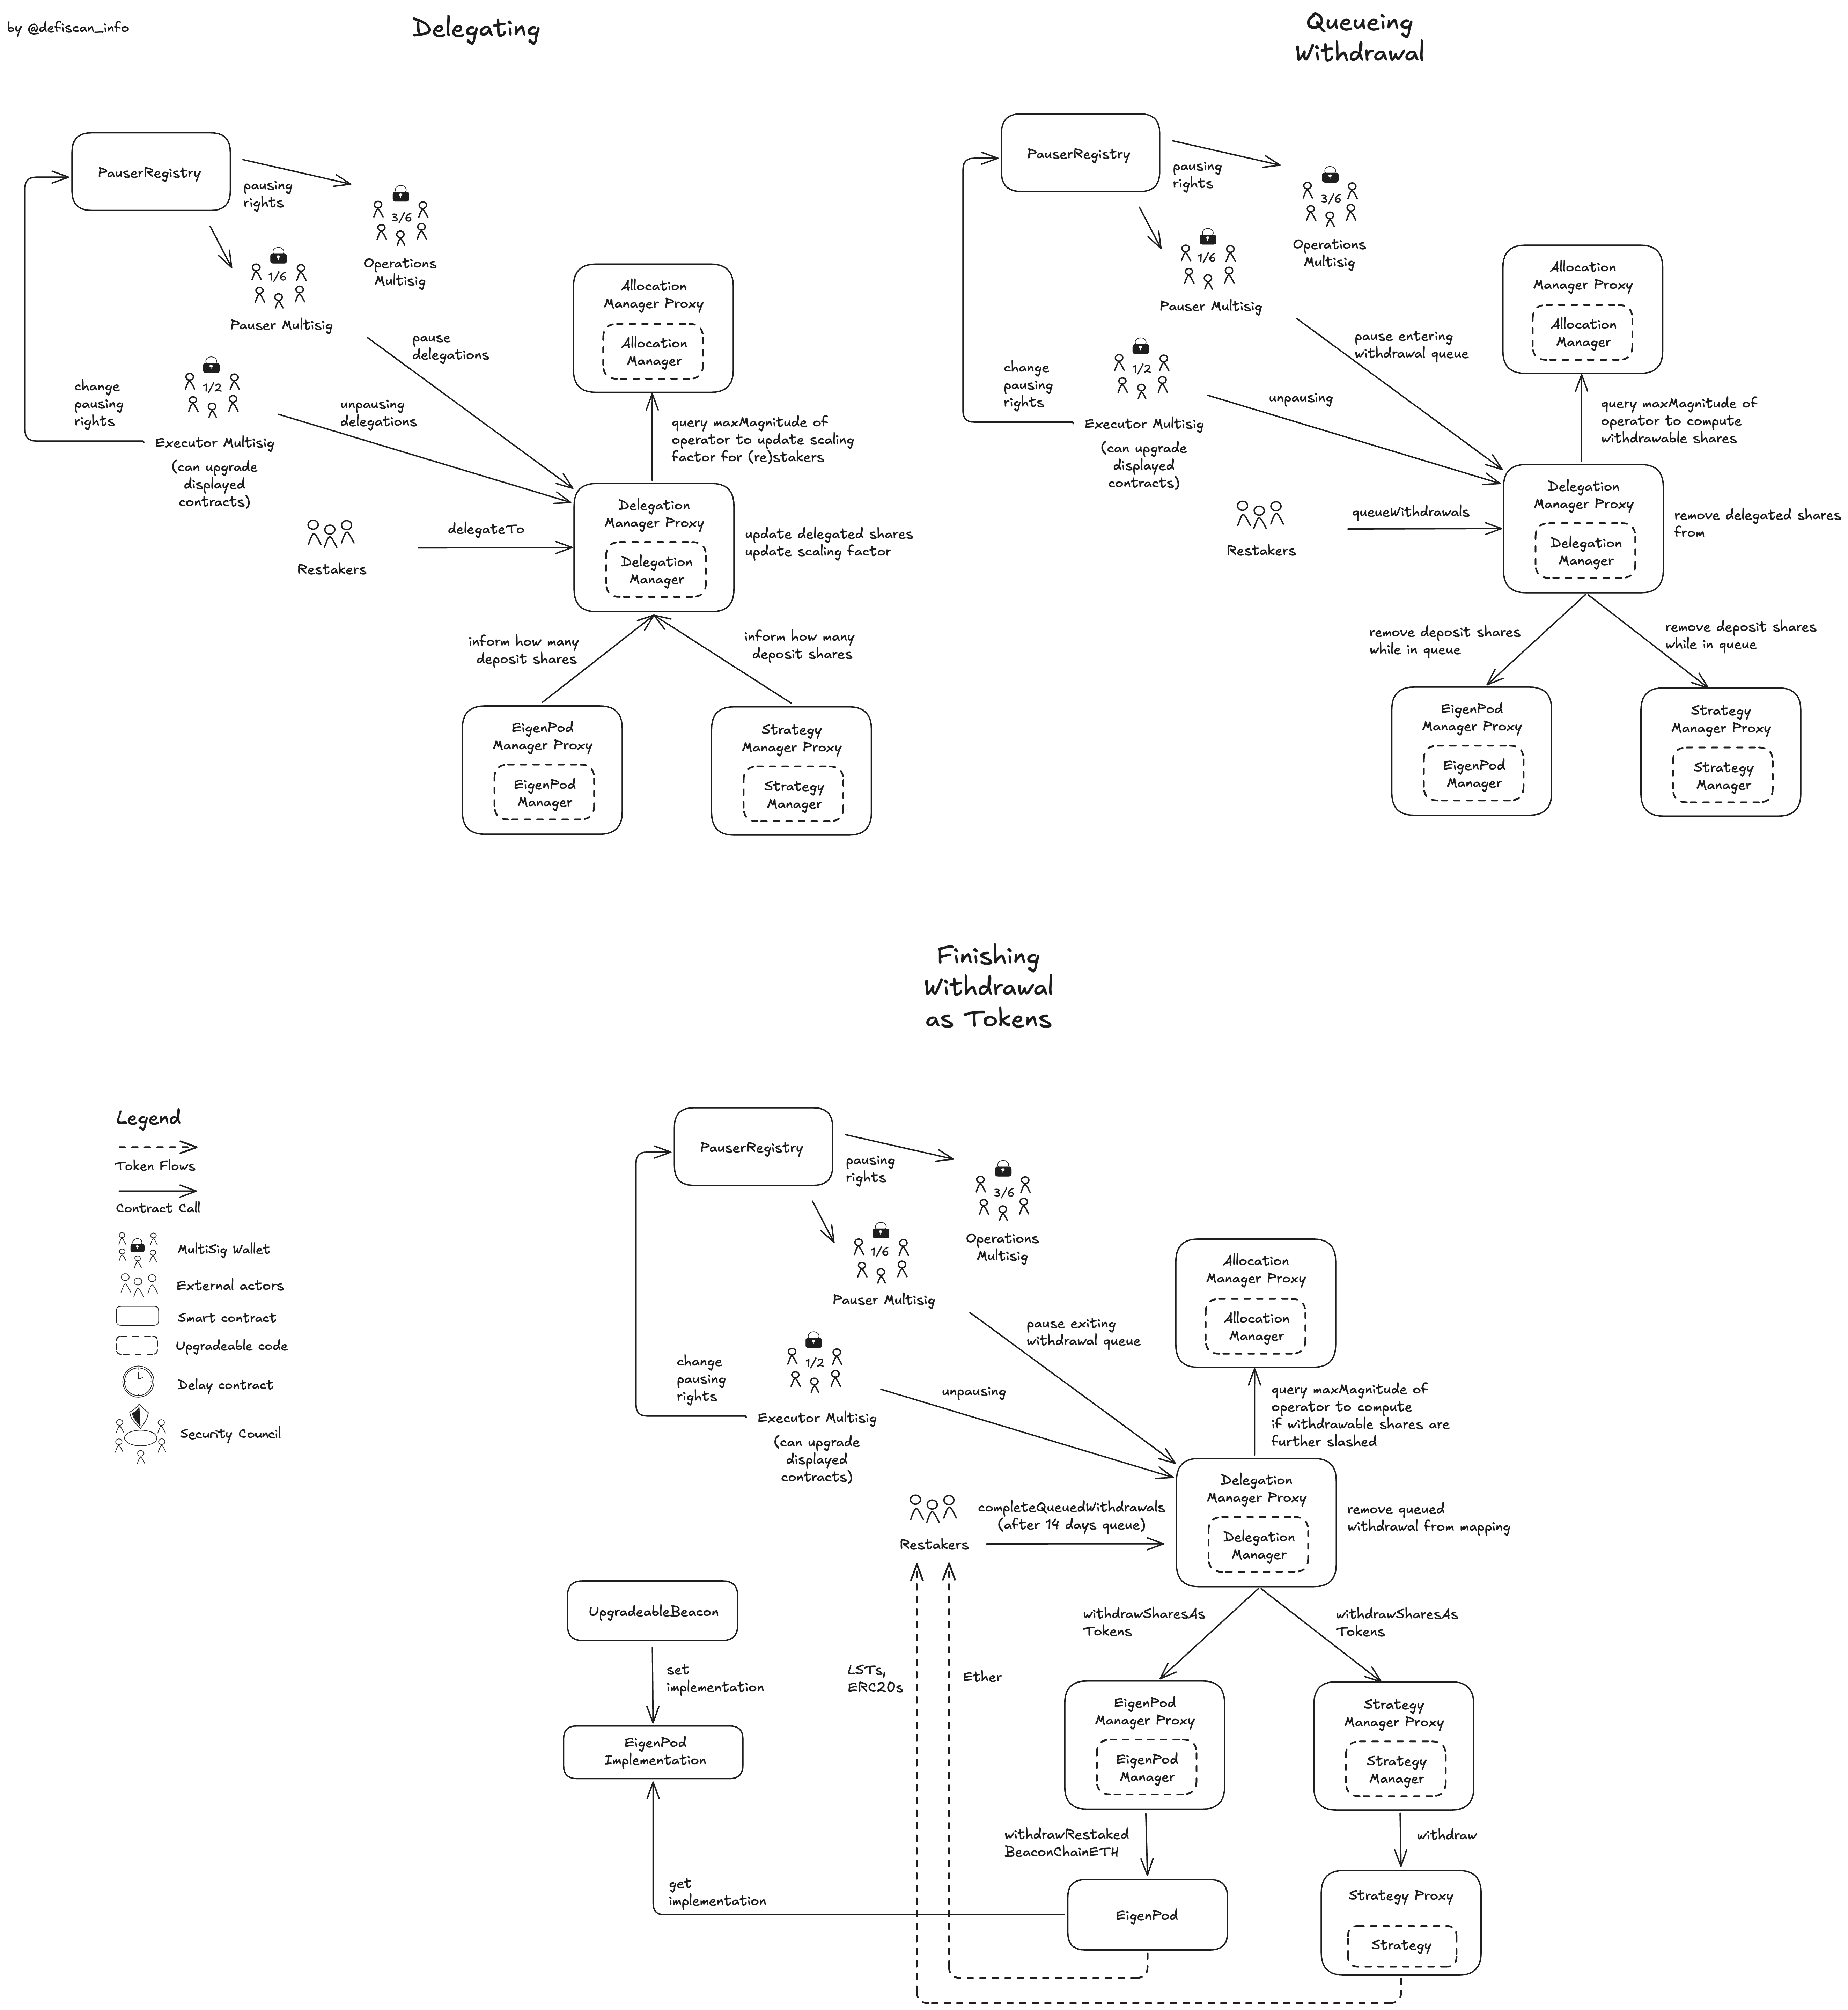 by @defiscan_info
Delegating
PauserRegistry
pausing
rights
3/6
Operations
Multisig
1/6
Pauser Multisig
pause
delegations
change
pausing
rights
1/2
Executor Multisig
(can upgrade
displayed
contracts)
unpausing
delegations
Allocation
Manager Proxy
Allocation
Manager
query maxMagnitude of
operator to update scaling
factor for (re)stakers
Restakers
delegateTo
Delegation
Manager Proxy
Delegation
Manager
update delegated shares
update scaling factor
inform how many
deposit shares
inform how many
deposit shares
EigenPod
Manager Proxy
EigenPod
Manager
Strategy
Manager Proxy
Strategy
Manager
Queueing
Withdrawal
PauserRegistry
pausing
rights
3/6
Operations
Multisig
1/6
Pauser Multisig
pause entering
withdrawal queue
change
pausing
rights
1/2
Executor Multisig
(can upgrade
displayed
contracts)
unpausing
Allocation
Manager Proxy
Allocation
Manager
query maxMagnitude of
operator to compute
withdrawable shares
Restakers
queueWithdrawals
Delegation
Manager Proxy
Delegation
Manager
remove delegated shares
from
remove deposit shares
while in queue
remove deposit shares
while in queue
EigenPod
Manager Proxy
EigenPod
Manager
Strategy
Manager Proxy
Strategy
Manager
Finishing
Withdrawal
as Tokens
Legend
Token Flows
Contract Call
MultiSig Wallet
External actors
Smart contract
Upgradeable code
Delay contract
Security Council
PauserRegistry
pausing
rights
3/6
Operations
Multisig
1/6
Pauser Multisig
pause exiting
withdrawal queue
change
pausing
rights
1/2
Executor Multisig
(can upgrade
displayed
contracts)
unpausing
Allocation
Manager Proxy
Allocation
Manager
query maxMagnitude of
operator to compute
if withdrawable shares are
further slashed
Restakers
completeQueuedWithdrawals
(after 14 days queue)
Delegation
Manager Proxy
Delegation
Manager
remove queued
withdrawal from mapping
UpgradeableBeacon
set
implementation
EigenPod
Implementation
get
implementation
LSTs,
ERC20s
Ether
withdrawSharesAs
Tokens
withdrawSharesAs
Tokens
EigenPod
Manager Proxy
EigenPod
Manager
Strategy
Manager Proxy
Strategy
Manager
withdrawRestaked
BeaconChainETH
withdraw
EigenPod
Strategy Proxy
Strategy